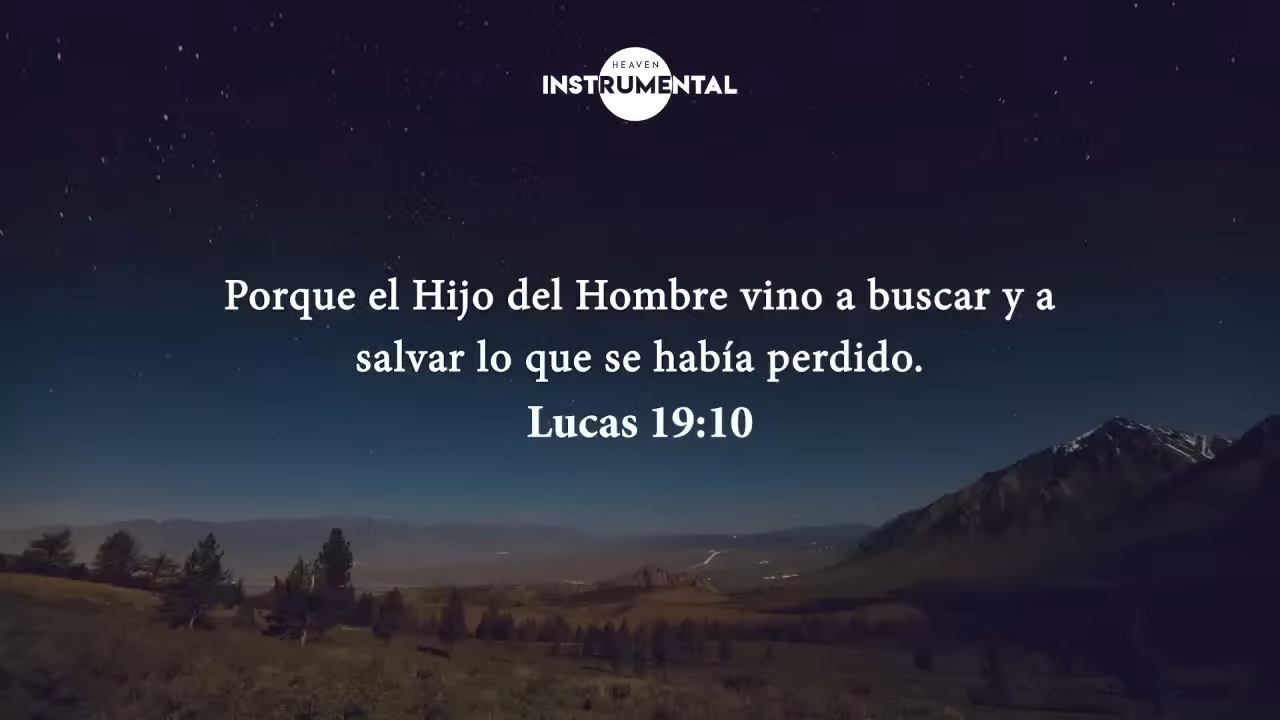 HEAVEN
INSTRUMENTAL
Porque el Hijo del Hombre vino a buscar y a
salvar lo que se había perdido.
Lucas 19:10